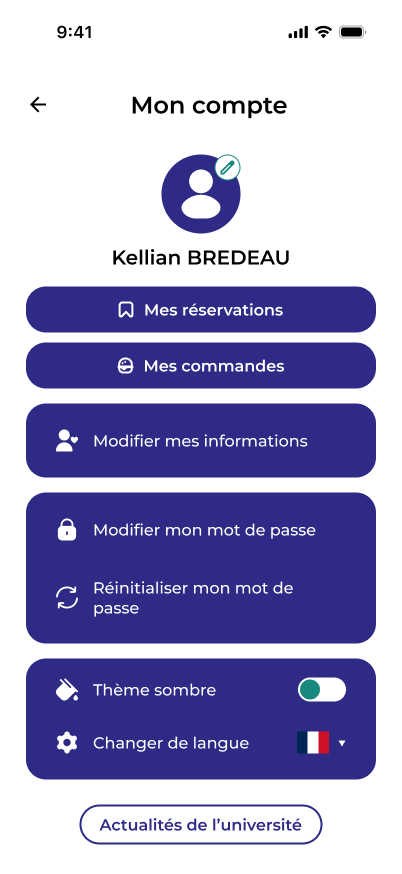 9:41
Mon compte
Kellian BREDEAU
Mes réservations
Mes commandes
Modifier mes informations
Modifier mon mot de passe
Réinitialiser mon mot de
passe
Thème sombre
Changer de langue
Actualités de l’université